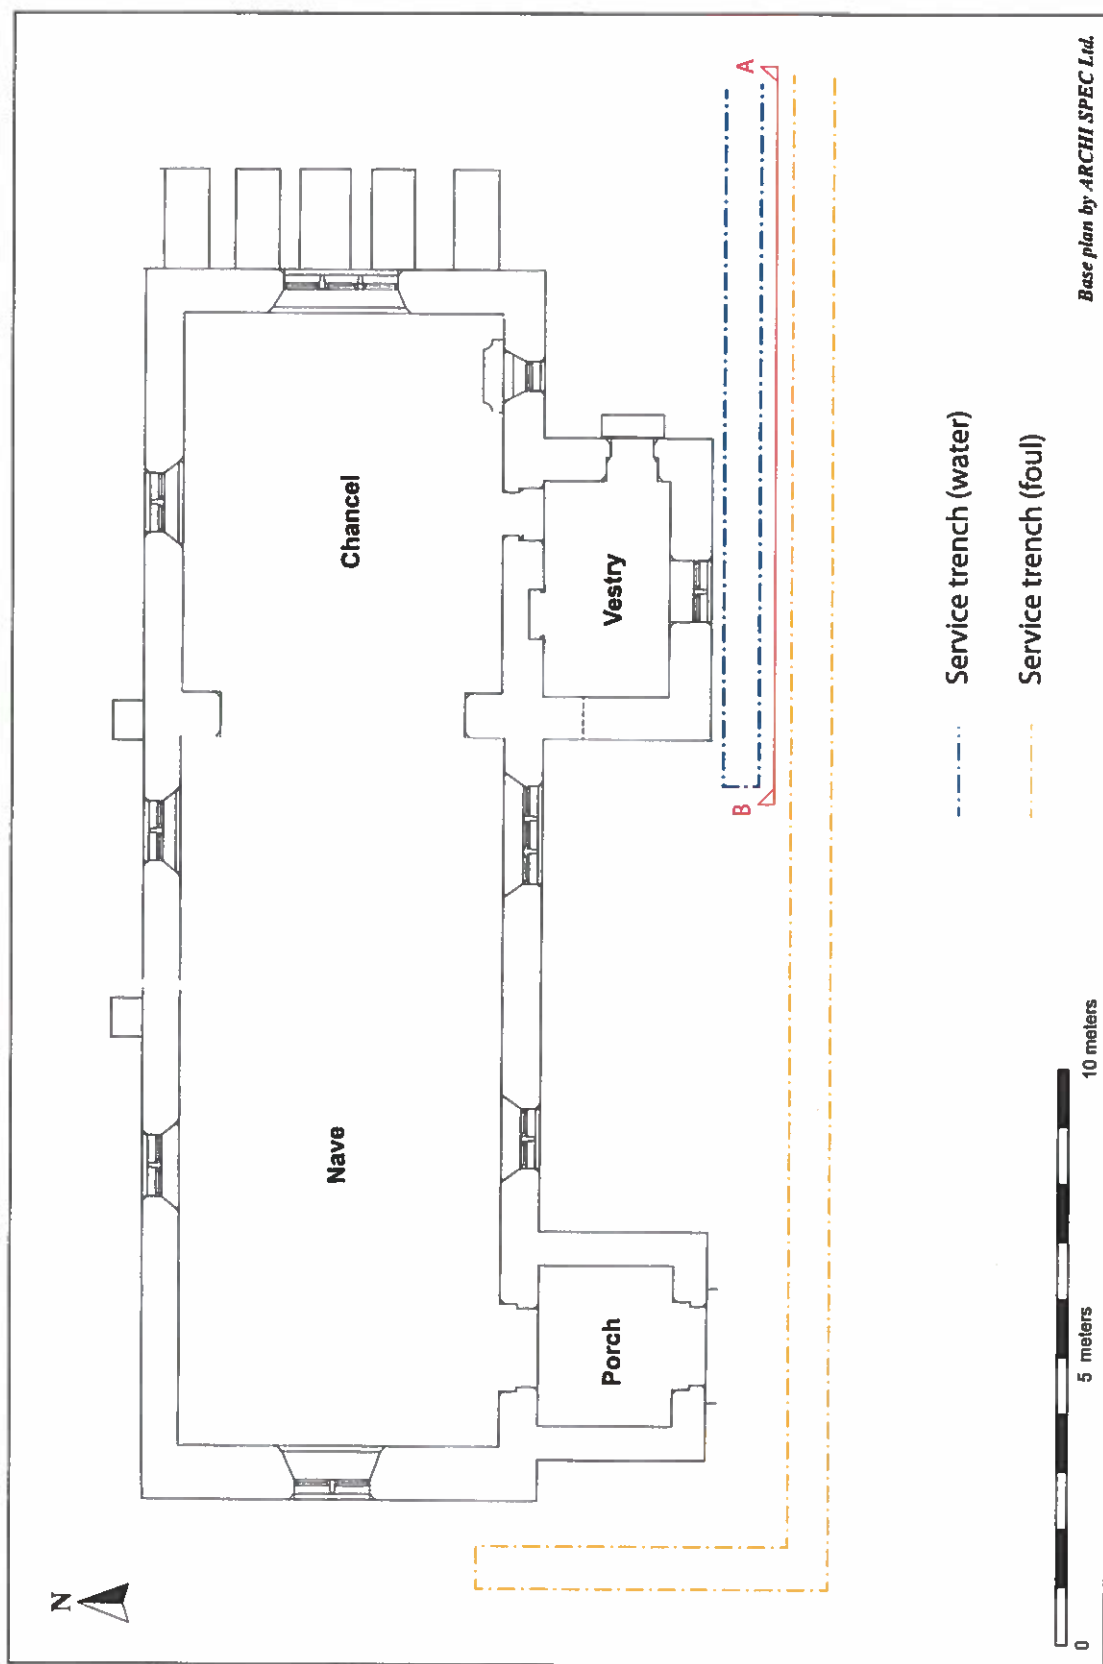 N
Nave
Chancel
Porch
Vestry
B
A
Service trench (water)
Service trench (foul)
0
5 meters
10 meters
Base plan by ARCHI SPEC Ltd.